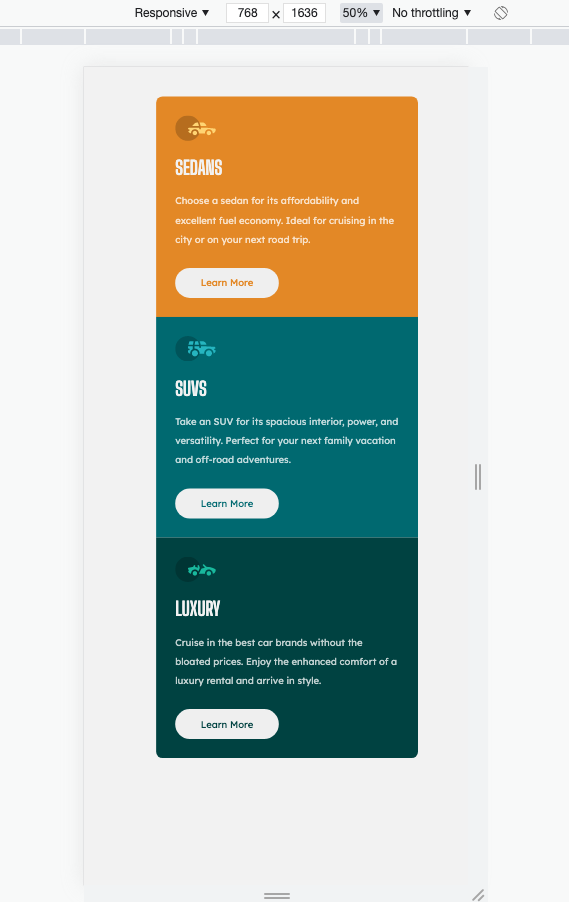 Responsive ▼ 768 × 1636 50% ▼ No throttling ▼
SEDANS
Choose a sedan for its affordability and
excellent fuel economy. Ideal for cruising in the
city or on your next road trip.
Learn More
SUVS
Take an SUV for its spacious interior, power, and
versatility. Perfect for your next family vacation
and off-road adventures.
Learn More
LUXURY
Cruise in the best car brands without the
bloated prices. Enjoy the enhanced comfort of a
luxury rental and arrive in style.
Learn More